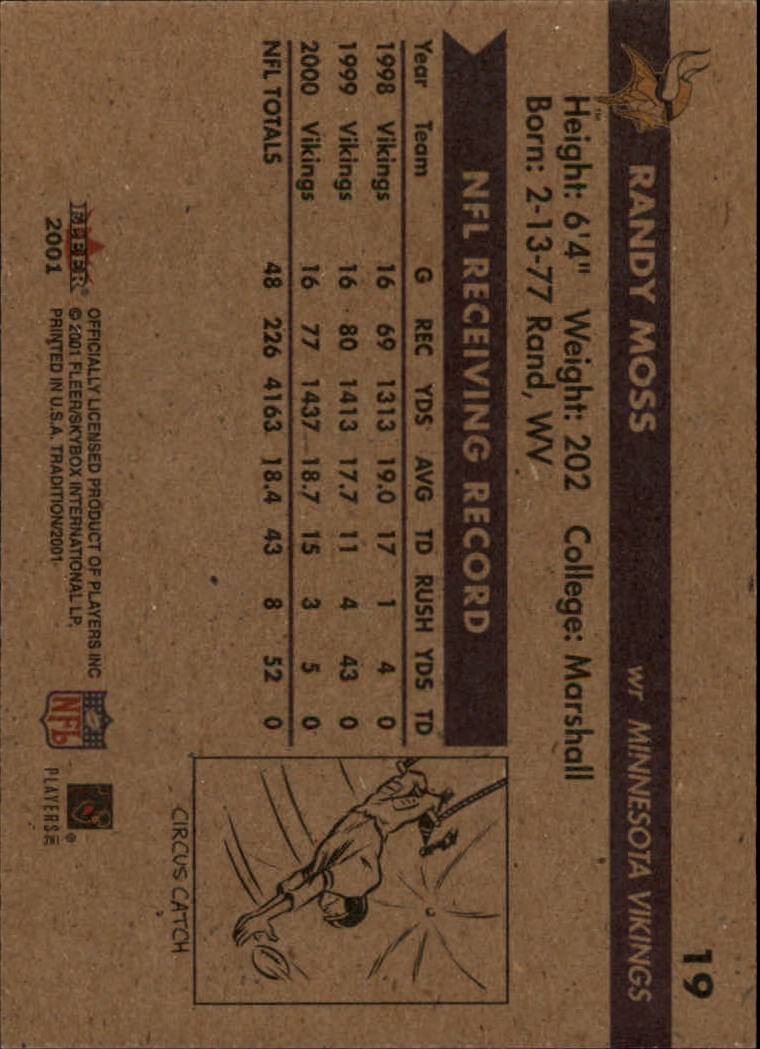 19
RANDY MOSS wr MINNESOTA VIKINGS
Height: 6'4" Weight: 202 College: Marshall
Born: 2-13-77 Rand, WV
NFL RECEIVING RECORD
Year Team G REC YDS AVG TD RUSH YDS TD
1998 Vikings 16 69 1313 19.0 17 1 4 0
1999 Vikings 16 80 1413 17.7 11 4 43 0
2000 Vikings 16 77 1437 18.7 15 3 5 0
NFL TOTALS 48 226 4163 18.4 43 8 52 0
CIRCUS CATCH
FLEER®
2001
OFFICIALLY LICENSED PRODUCT OF PLAYERS INC
© 2001 FLEER/SKYBOX INTERNATIONAL LP.
PRINTED IN U.S.A. TRADITION/2001
NFL
PLAYERS INC ®